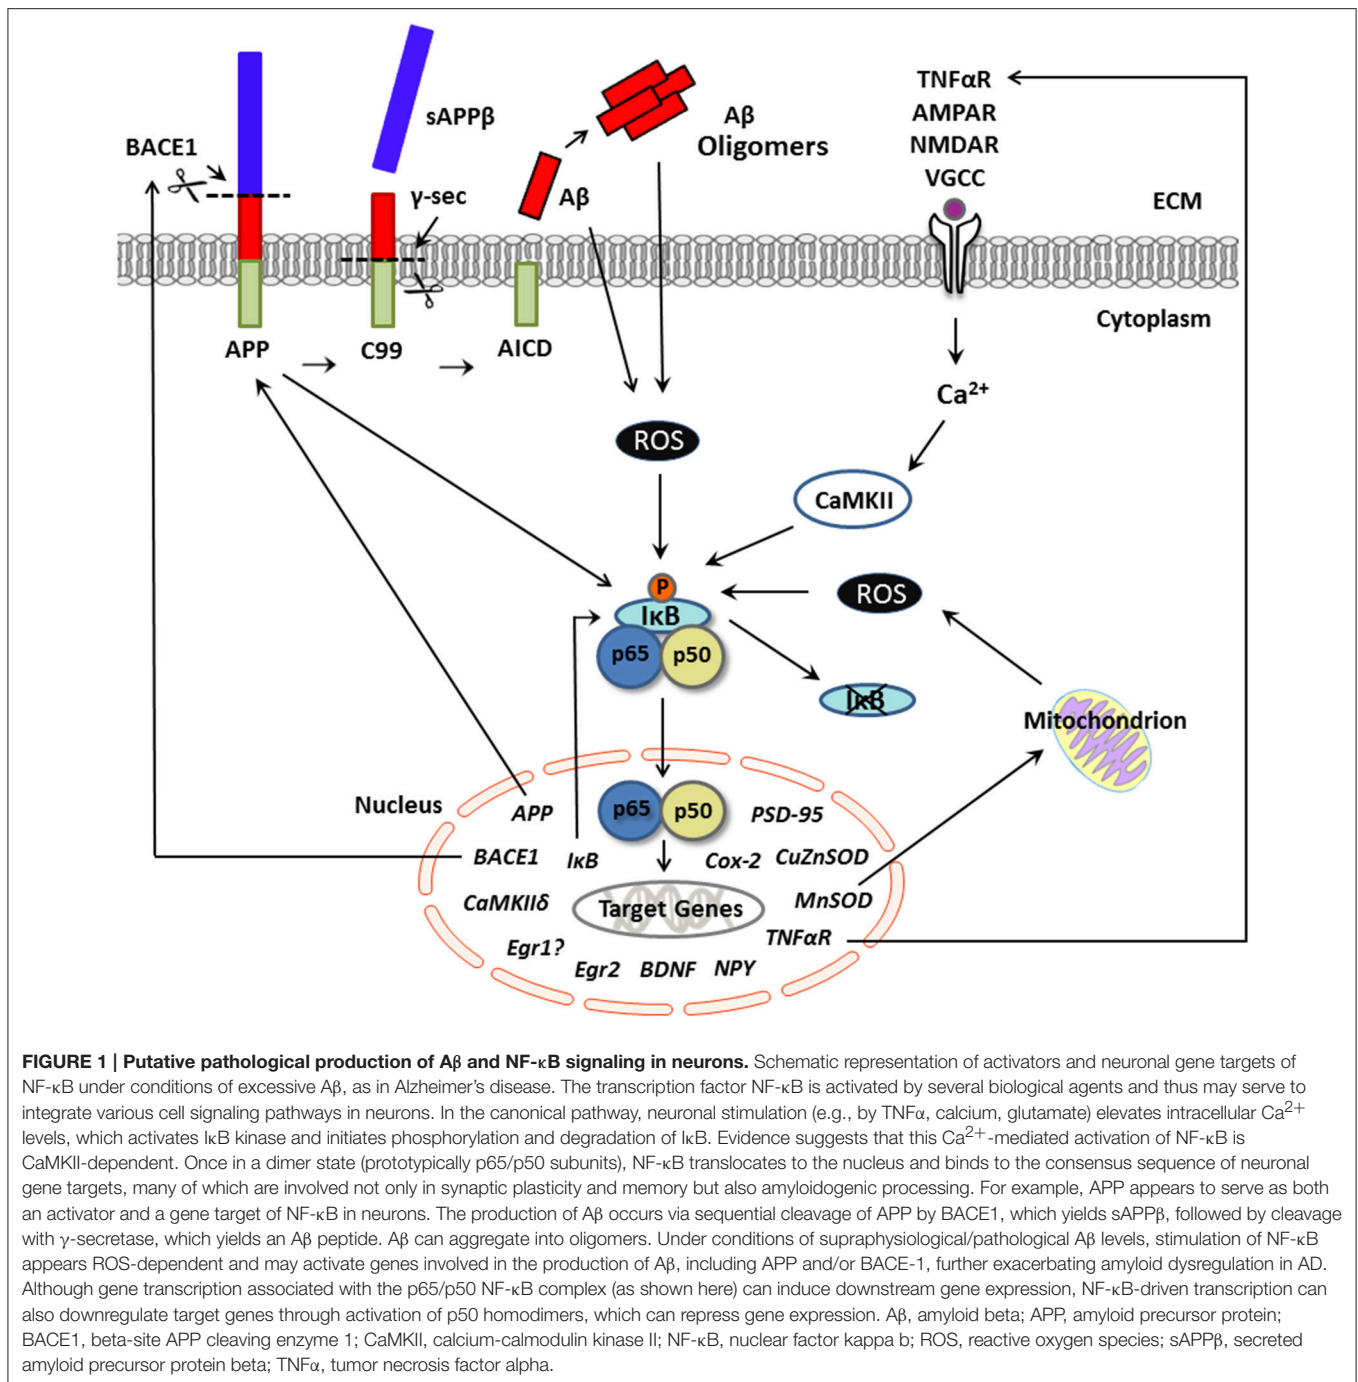 TNFαR
AMPAR
NMDAR
VGCC
sAPPβ
Aβ
Oligomers
BACE1
γ-sec
Aβ
ECM
Cytoplasm
APP
C99
AICD
Ca2+
ROS
CaMKII
P
IκB
ROS
p65
p50
IκB
Mitochondrion
Nucleus
p65
p50
APP
PSD-95
BACE1
IκB
Cox-2
CuZnSOD
CaMKIIδ
Target Genes
MnSOD
Egr1?
TNFαR
Egr2
BDNF
NPY
FIGURE 1 | Putative pathological production of Aβ and NF-κB signaling in neurons. Schematic representation of activators and neuronal gene targets of
NF-κB under conditions of excessive Aβ, as in Alzheimer's disease. The transcription factor NF-κB is activated by several biological agents and thus may serve to
integrate various cell signaling pathways in neurons. In the canonical pathway, neuronal stimulation (e.g., by TNFα, calcium, glutamate) elevates intracellular Ca2+
levels, which activates IκB kinase and initiates phosphorylation and degradation of IκB. Evidence suggests that this Ca2+-mediated activation of NF-κB is
CaMKII-dependent. Once in a dimer state (prototypically p65/p50 subunits), NF-κB translocates to the nucleus and binds to the consensus sequence of neuronal
gene targets, many of which are involved not only in synaptic plasticity and memory but also amyloidogenic processing. For example, APP appears to serve as both
an activator and a gene target of NF-κB in neurons. The production of Aβ occurs via sequential cleavage of APP by BACE1, which yields sAPPβ, followed by cleavage
with γ-secretase, which yields an Aβ peptide. Aβ can aggregate into oligomers. Under conditions of supraphysiological/pathological Aβ levels, stimulation of NF-κB
appears ROS-dependent and may activate genes involved in the production of Aβ, including APP and/or BACE-1, further exacerbating amyloid dysregulation in AD.
Although gene transcription associated with the p65/p50 NF-κB complex (as shown here) can induce downstream gene expression, NF-κB-driven transcription can
also downregulate target genes through activation of p50 homodimers, which can repress gene expression. Aβ, amyloid beta; APP, amyloid precursor protein;
BACE1, beta-site APP cleaving enzyme 1; CaMKII, calcium-calmodulin kinase II; NF-κB, nuclear factor kappa b; ROS, reactive oxygen species; sAPPβ, secreted
amyloid precursor protein beta; TNFα, tumor necrosis factor alpha.